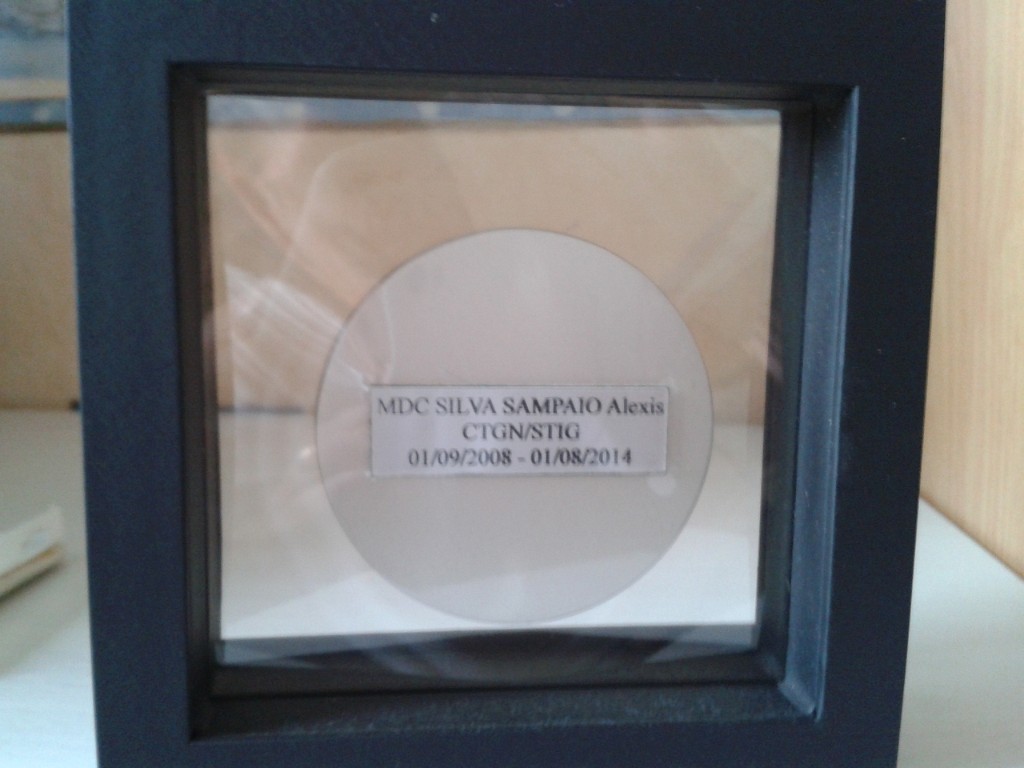 MDC SILVA SAMPAIO Alexis
CTGN/STIG
01/09/2008 - 01/08/2014